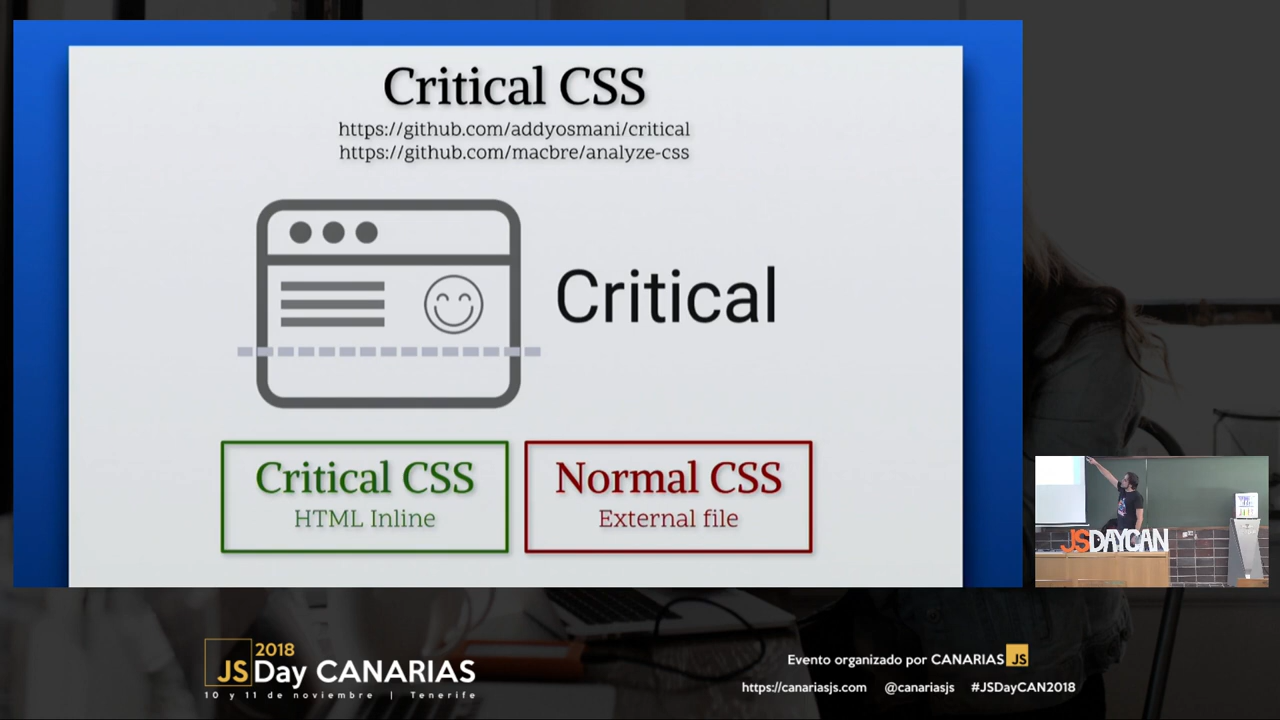 Critical CSS
https://github.com/addyosmani/critical
https://github.com/macbre/analyze-css
Critical
Critical CSS
HTML Inline
Normal CSS
External file
JSDAYCAN
2018
JSDay CANARIAS
10 y 11 de noviembre | Tenerife
Evento organizado por CANARIAS JS
https://canariasjs.com @canariasjs #JSDayCAN2018